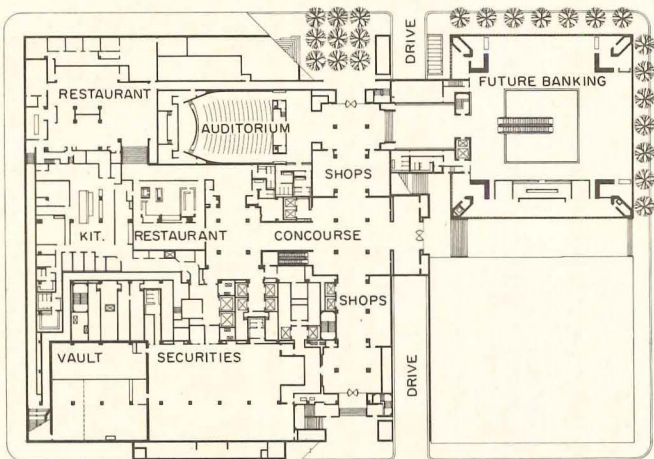 DRIVE
RESTAURANT
FUTURE BANKING
AUDITORIUM
SHOPS
KIT.
RESTAURANT
CONCOURSE
SHOPS
VAULT
SECURITIES
DRIVE